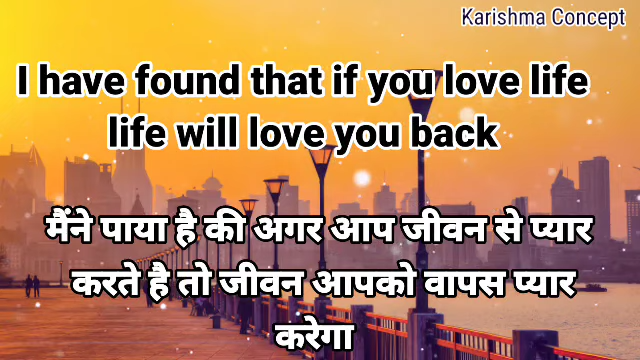 Karishma Concept
I have found that if you love life
life will love you back
मैंने पाया है की अगर आप जीवन से प्यार
करते है तो जीवन आपको वापस प्यार
करेगा